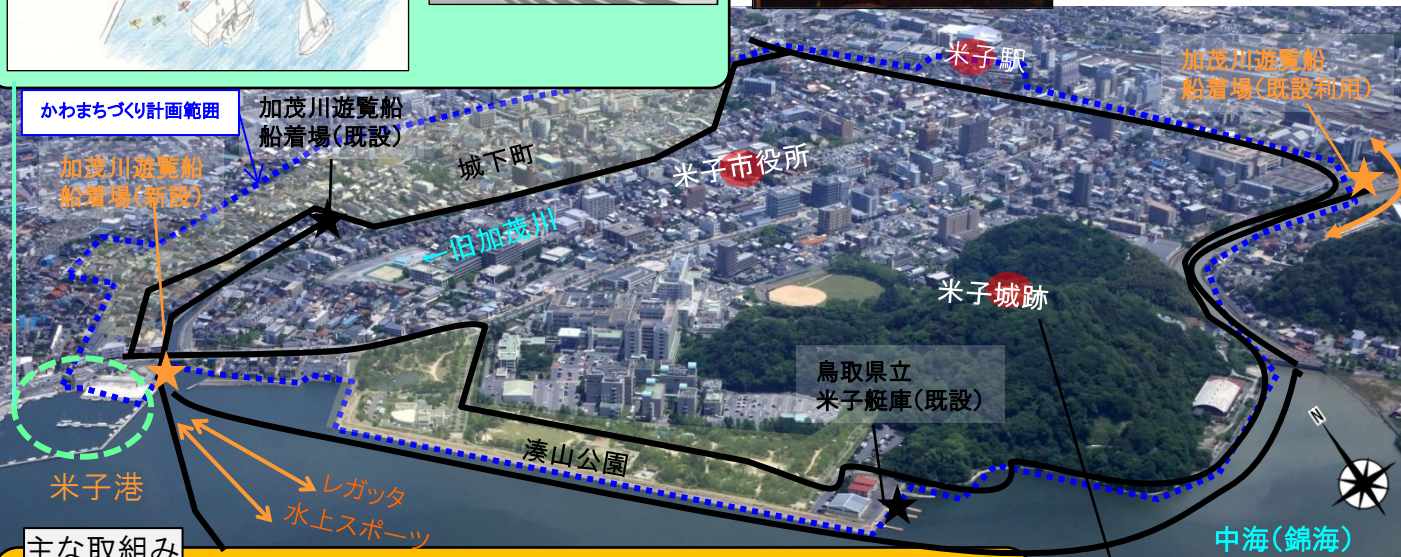 米子駅
加茂川遊覧船
船着場(既設利用)
かわまちづくり計画範囲
加茂川遊覧船
船着場(既設)
城下町
米子市役所
加茂川遊覧船
船着場(新設)
←旧加茂川
米子城跡
鳥取県立
米子艇庫(既設)
N
湊山公園
米子港
レガッタ
水上スポーツ
中海(錦海)
主な取組み